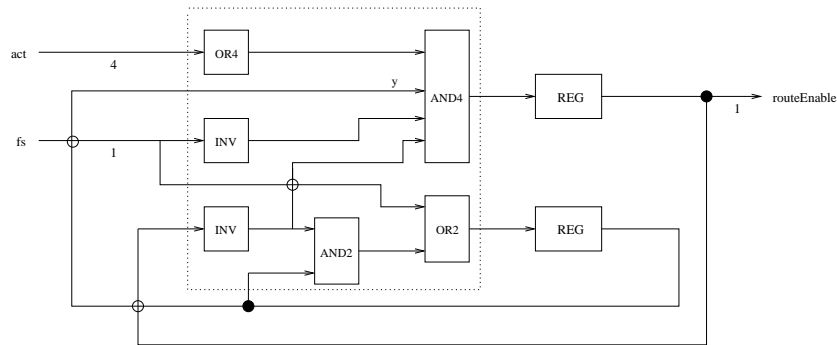 act
4
OR4
y
AND4
REG
routeEnable
1
fs
1
INV
INV
AND2
OR2
REG